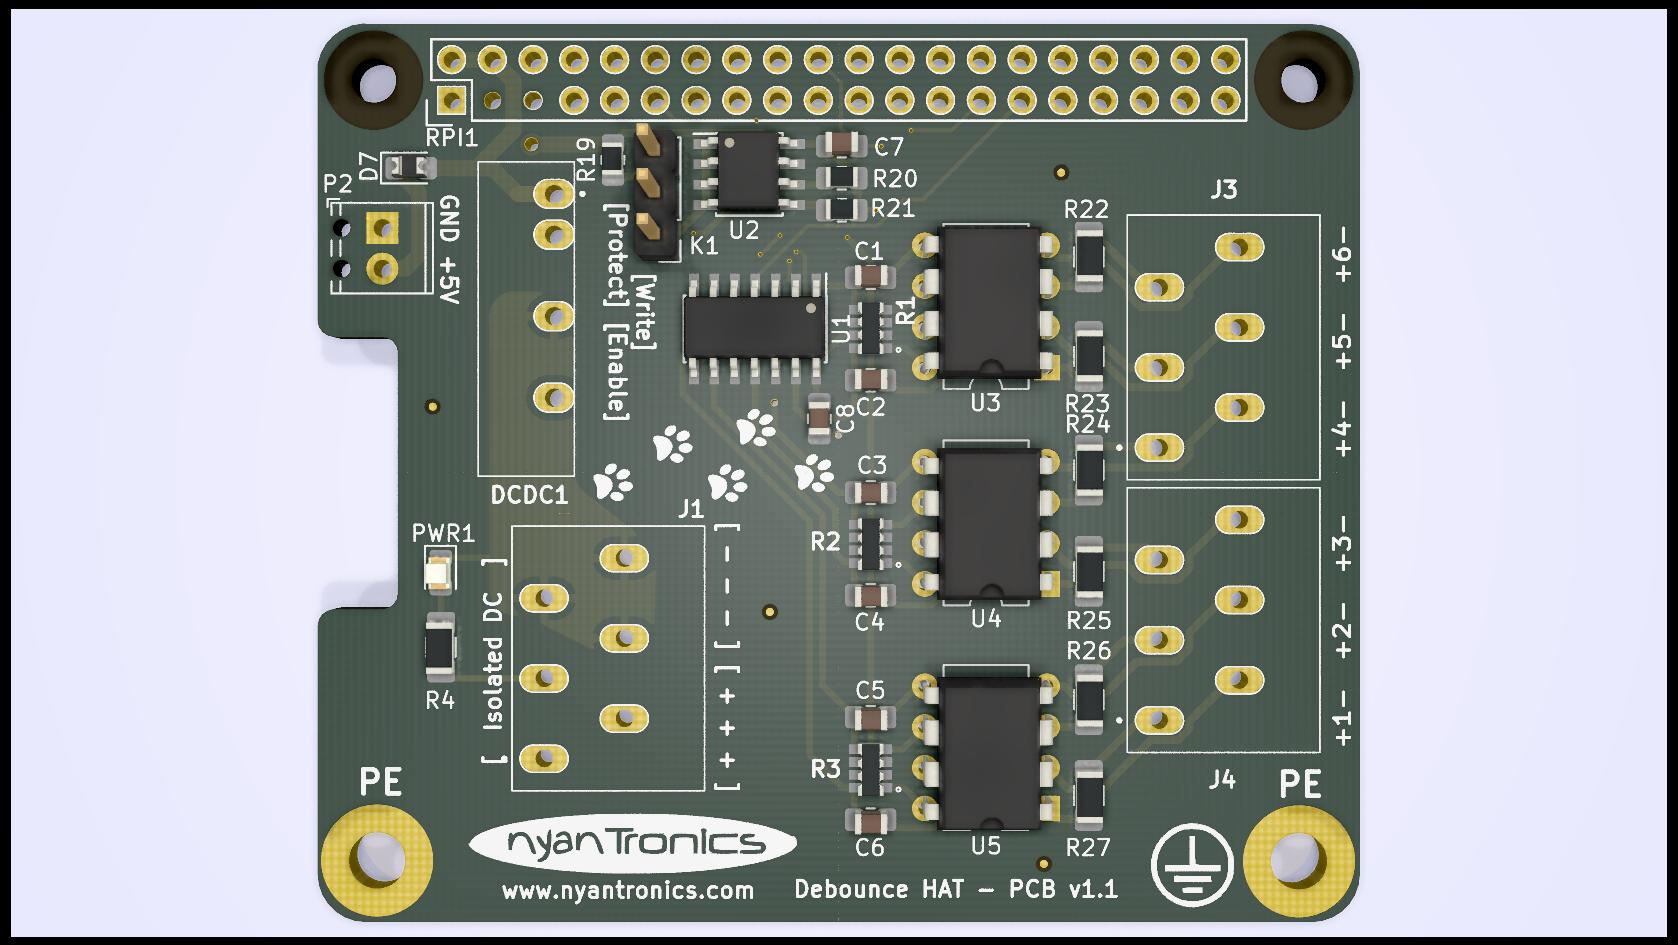 RPI1
D7
P2
GND +5V
R19
[Protect] [Enable]
[Write]
K1
U2
C7
R20
R21
C1
U1
R1
C2
C8
U3
R22
R23
R24
J3
+4- +5- +6-
DCDC1
J1
PWR1
R4
[ Isolated DC ]
[ + + + ] [ - - - ]
C3
R2
C4
U4
R25
R26
+1- +2- +3-
C5
R3
C6
U5
R27
J4
PE
PE
nyanTronics
www.nyantronics.com
Debounce HAT - PCB v1.1